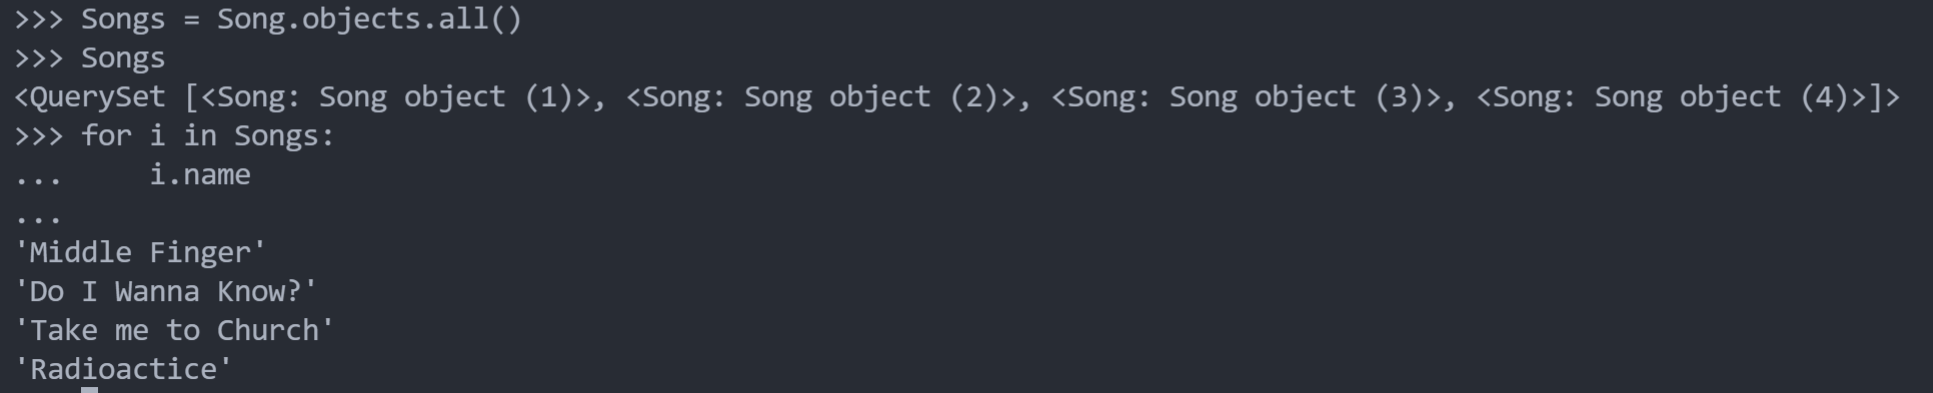 >>> Songs = Song.objects.all()
>>> Songs
<QuerySet [<Song: Song object (1)>, <Song: Song object (2)>, <Song: Song object (3)>, <Song: Song object (4)>]>
>>> for i in Songs:
...     i.name
...
'Middle Finger'
'Do I Wanna Know?'
'Take me to Church'
'Radioactice'